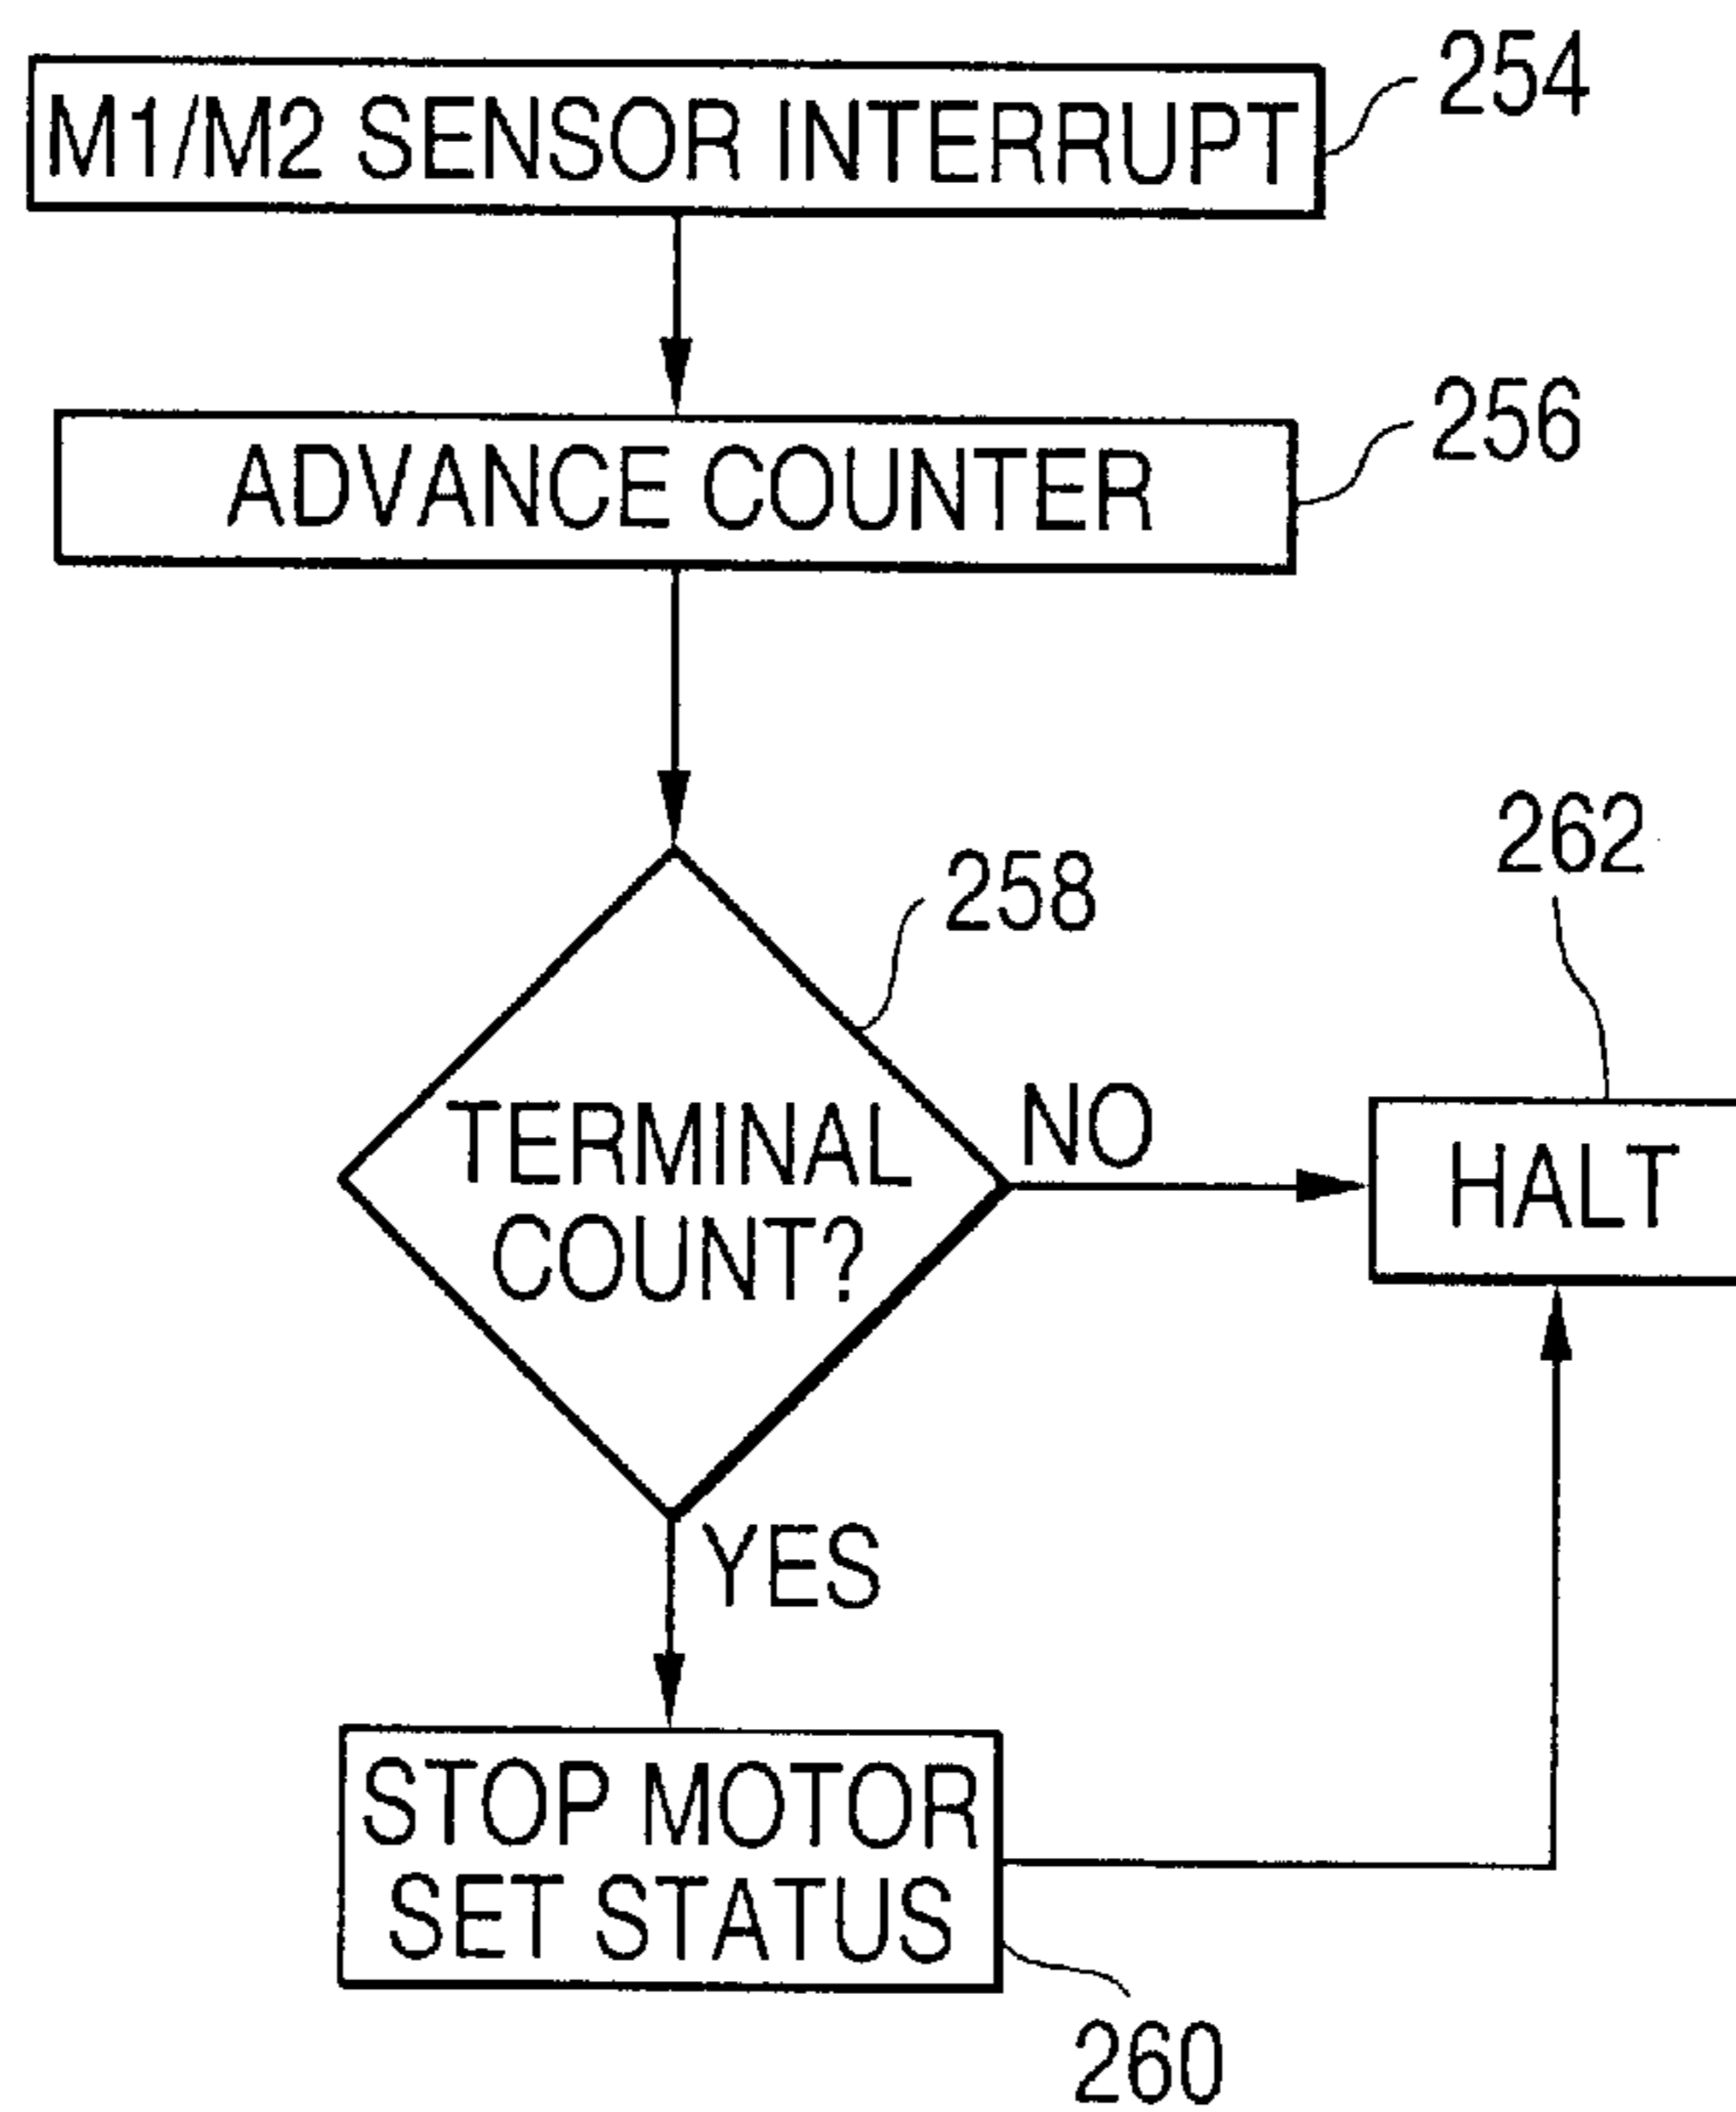 254
M1/M2 SENSOR INTERRUPT
256
ADVANCE COUNTER
262
258
NO
TERMINAL
COUNT?
HALT
YES
STOP MOTOR
SET STATUS
260